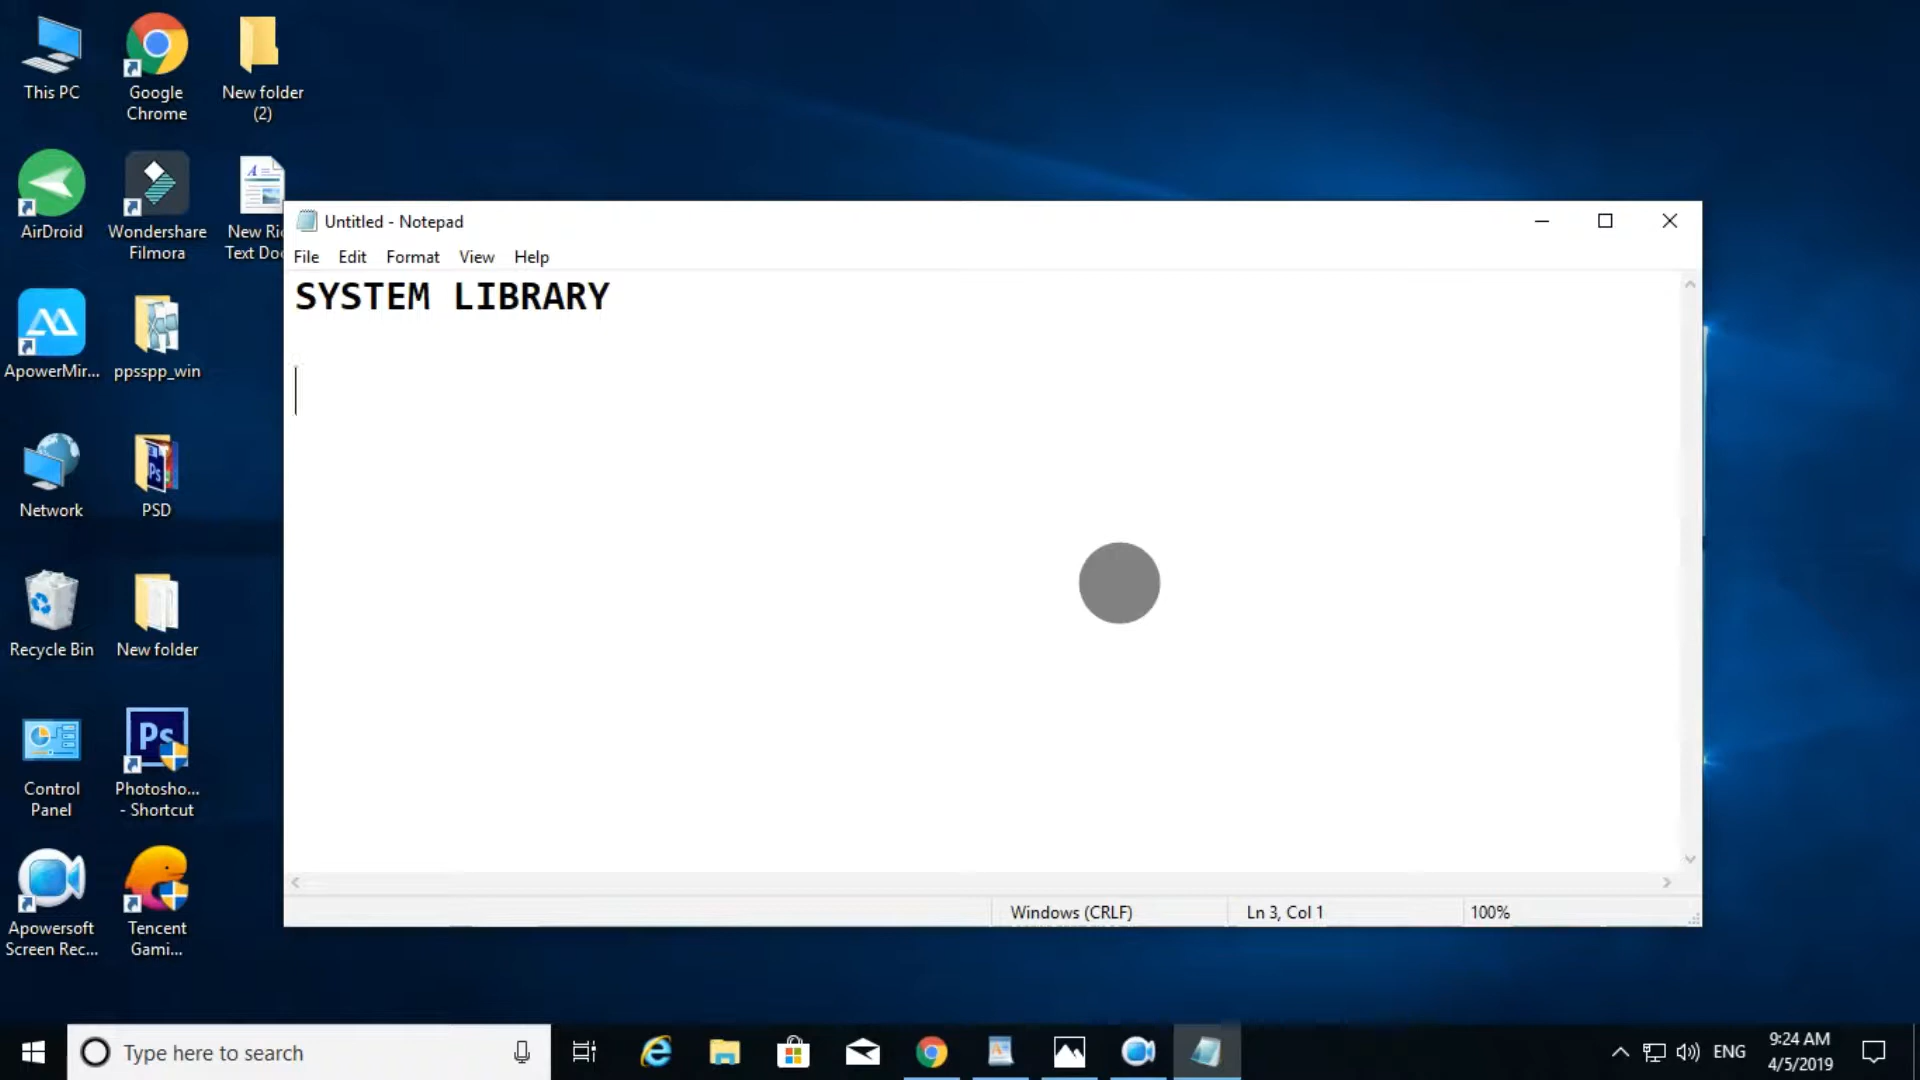 This PC
Google
Chrome
New folder
(2)
AirDroid
Wondershare
Filmora
New Ri
Text Do
ApowerMir...
ppsspp_win
Network
PSD
Recycle Bin
New folder
Control
Panel
Photosho...
- Shortcut
Apowersoft
Screen Rec...
Tencent
Gami...
Untitled - Notepad
File Edit Format View Help
SYSTEM LIBRARY
Windows (CRLF) Ln 3, Col 1 100%
Type here to search
ENG
9:24 AM
4/5/2019